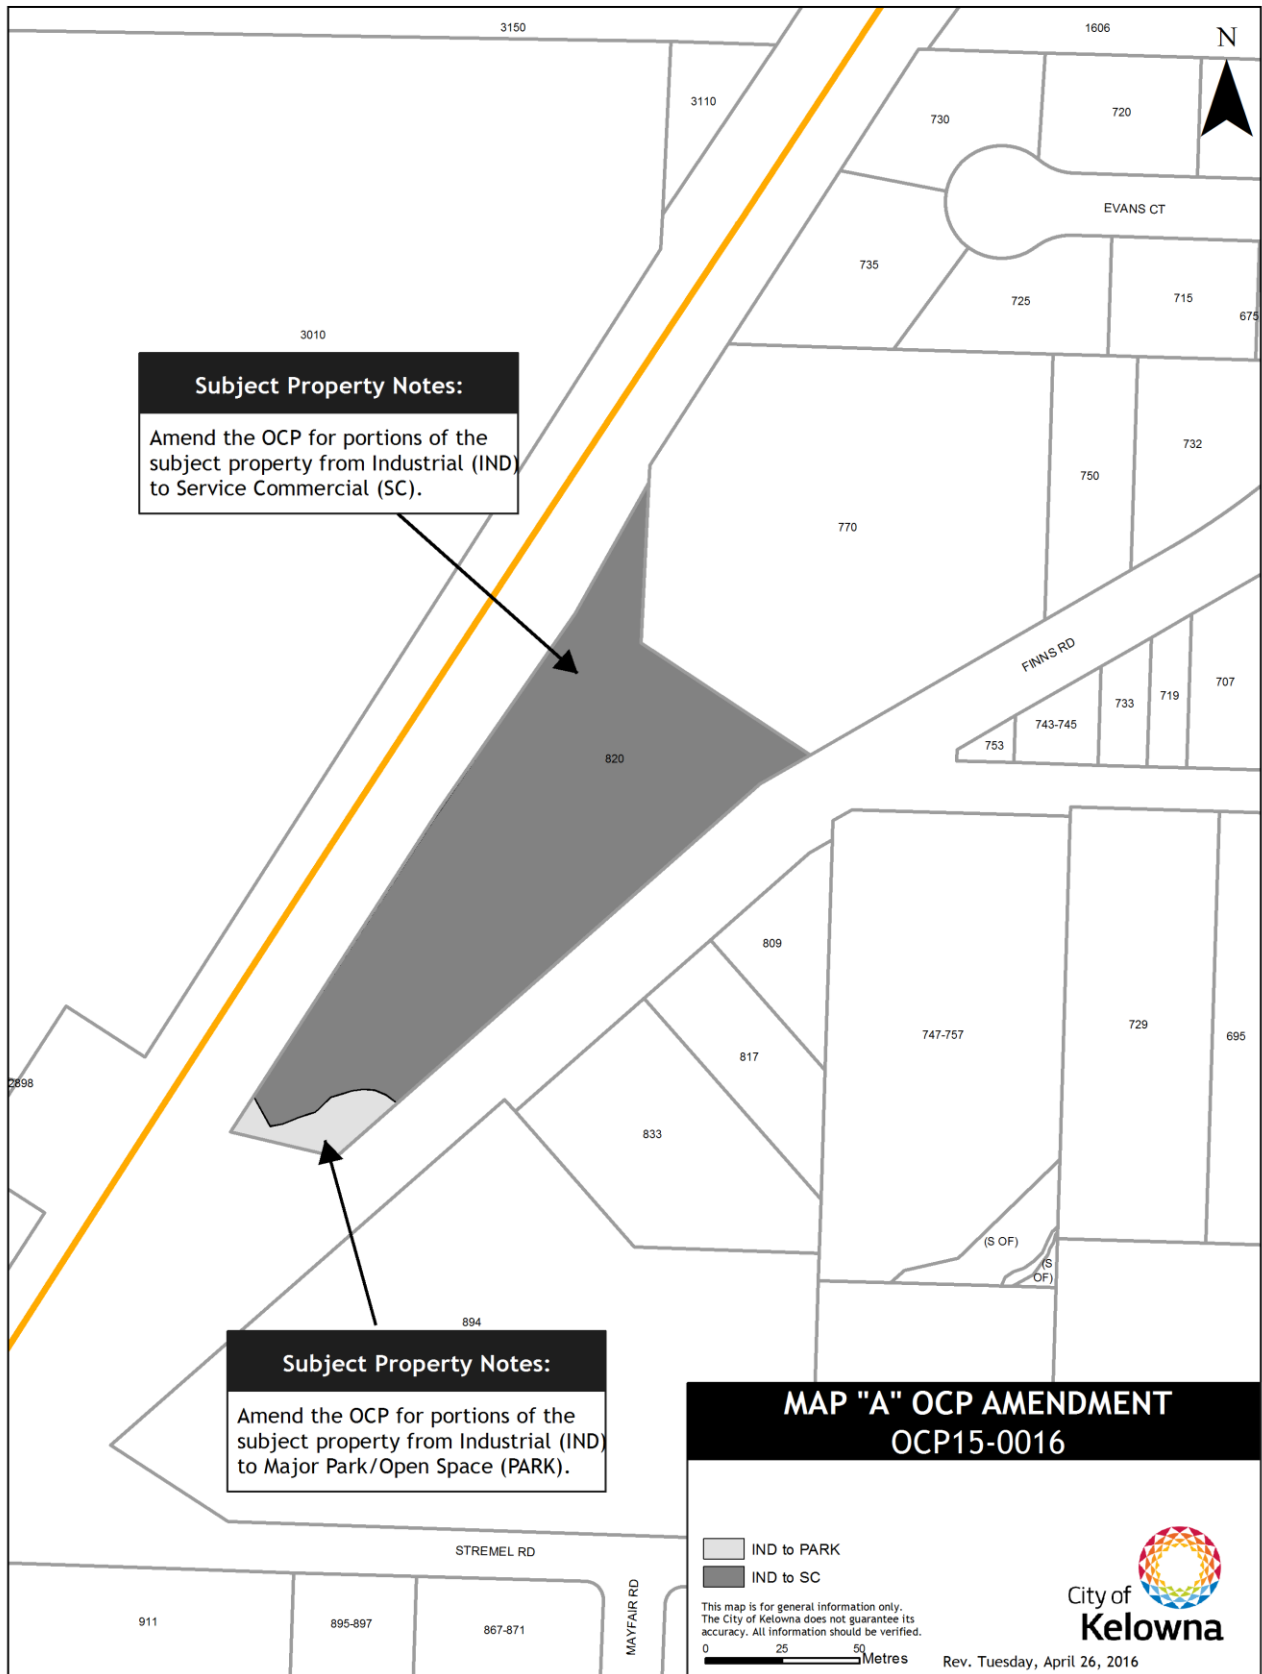 3150
1606
N
3110
730
720
EVANS CT
735
725
715
675
3010
Subject Property Notes:
Amend the OCP for portions of the
subject property from Industrial (IND)
to Service Commercial (SC).
732
750
770
FINNS RD
707
719
733
743-745
753
820
809
747-757
729
695
817
2898
833
(S OF)
(S
OF)
894
Subject Property Notes:
Amend the OCP for portions of the
subject property from Industrial (IND)
to Major Park/Open Space (PARK).
MAP "A" OCP AMENDMENT
OCP15-0016
STREMEL RD
MAYFAIR RD
911
895-897
867-871
IND to PARK
IND to SC
This map is for general information only.
The City of Kelowna does not guarantee its
accuracy. All information should be verified.
0 25 50
Metres
City of
Kelowna
Rev. Tuesday, April 26, 2016